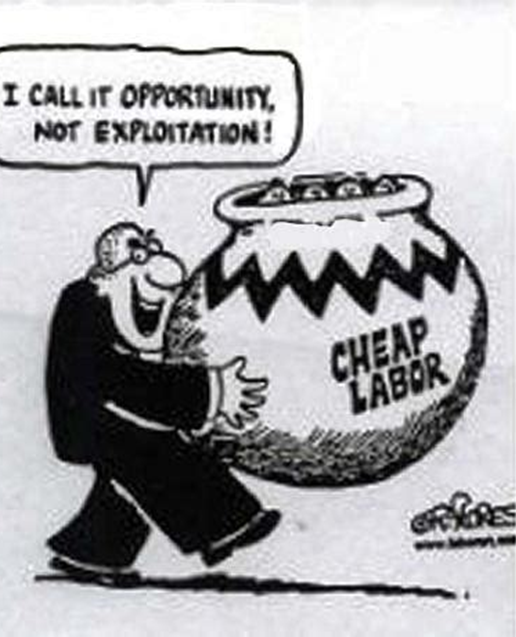 I CALL IT OPPORTUNITY,
NOT EXPLOITATION!
CHEAP
LABOR